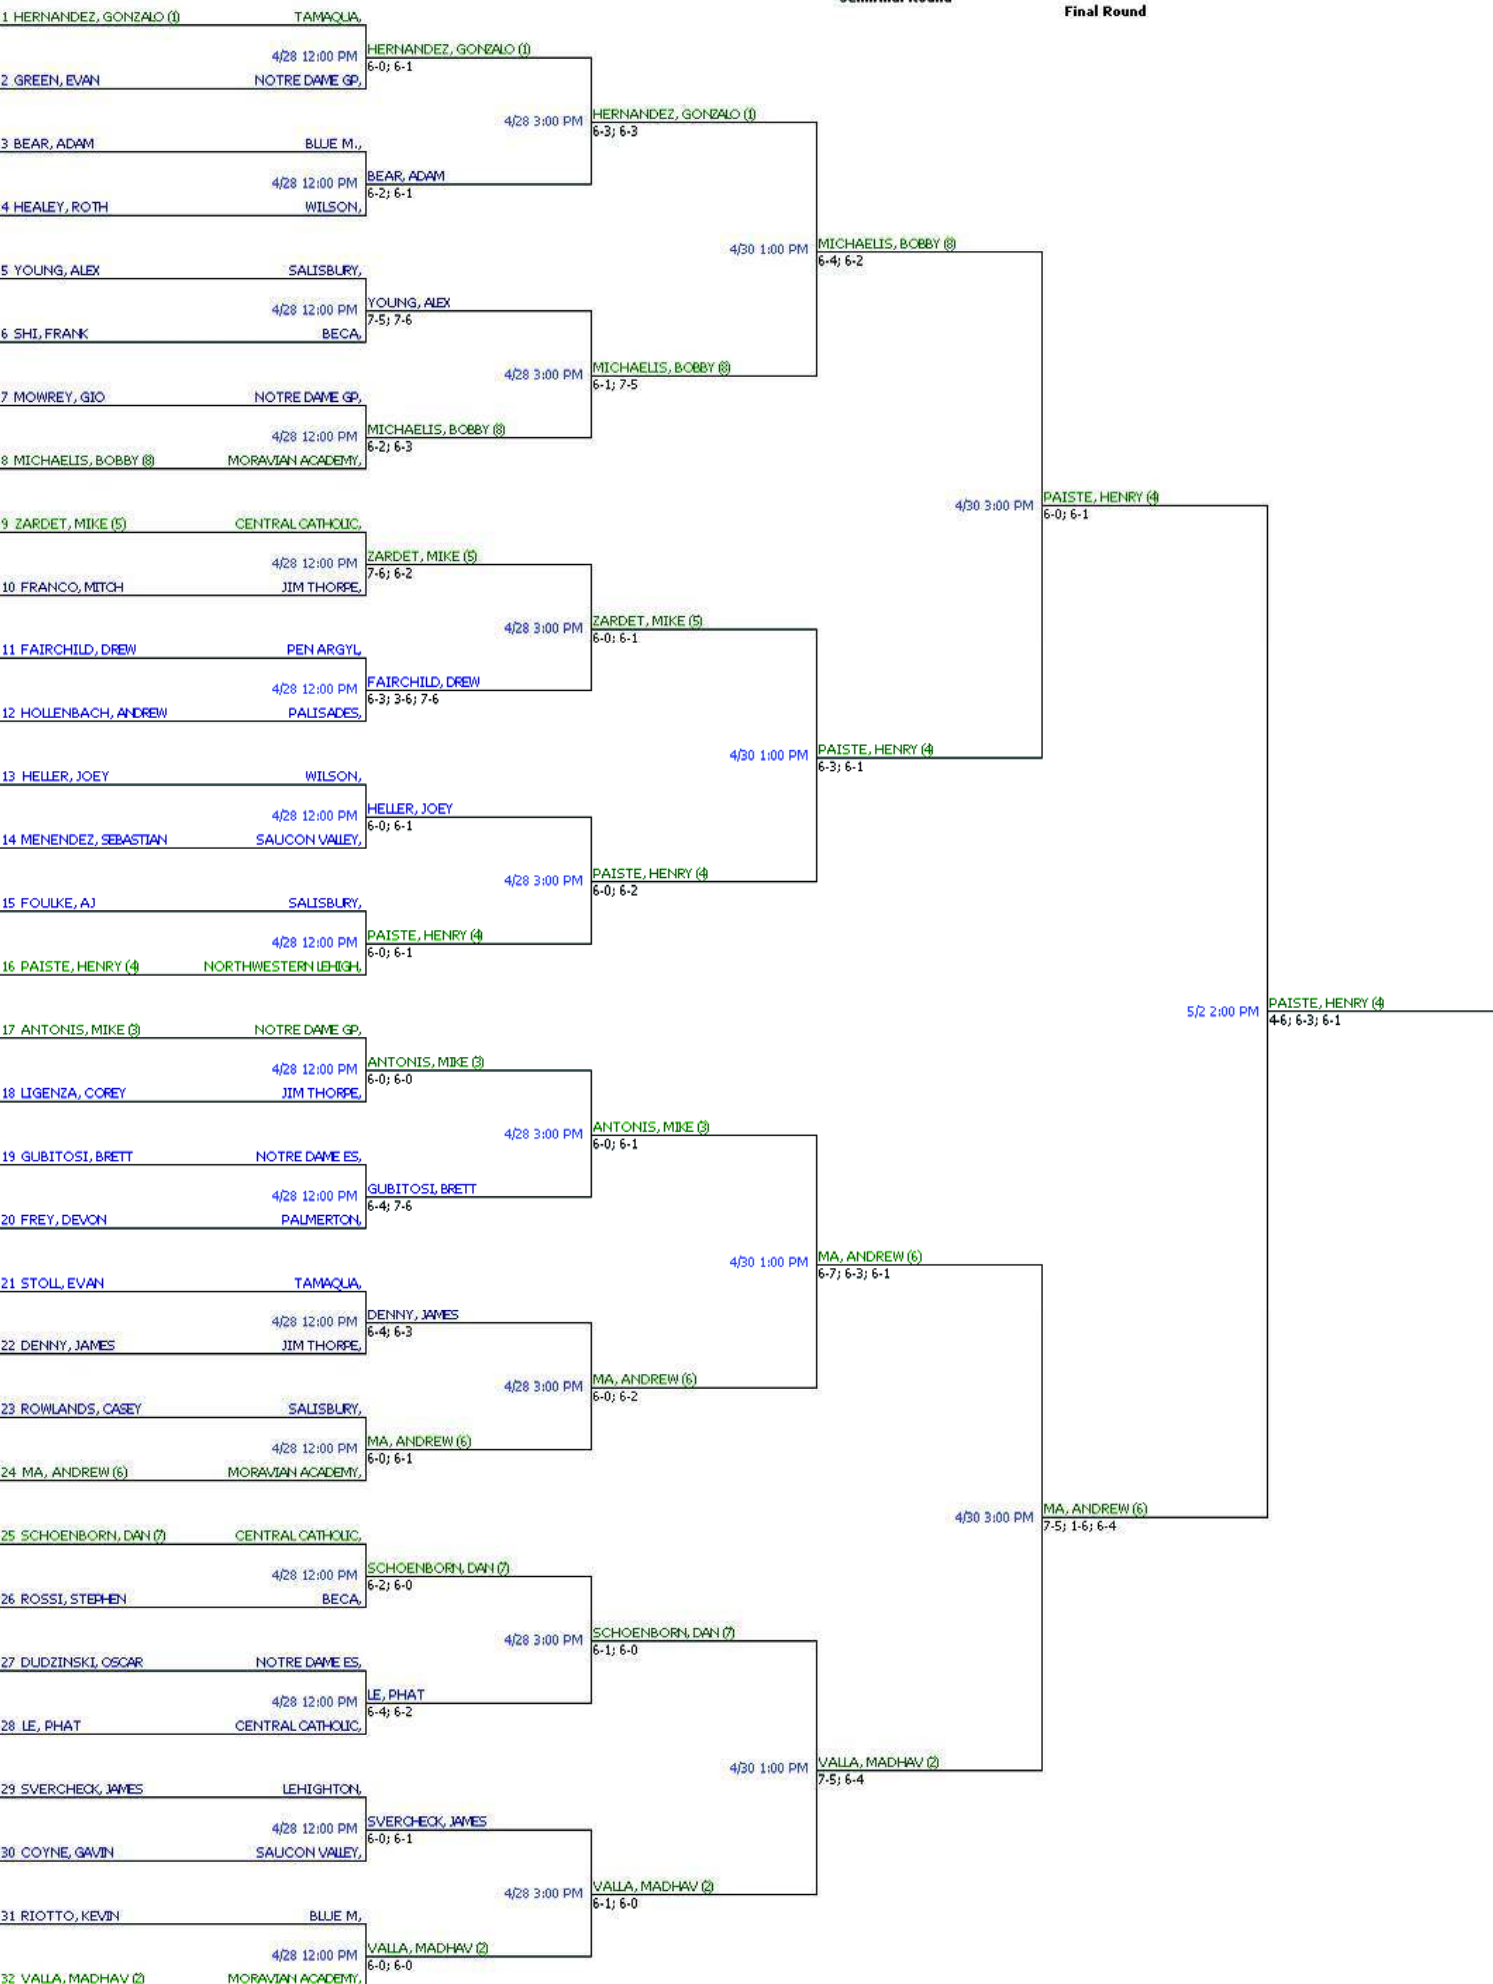 Final Round
1 HERNANDEZ, GONZALO (1) TAMAQUA,
4/28 12:00 PM HERNANDEZ, GONZALO (1)
6-0; 6-1
2 GREEN, EVAN NOTRE DAME GP,
4/28 3:00 PM HERNANDEZ, GONZALO (1)
6-3; 6-3
3 BEAR, ADAM BLUE M.,
4/28 12:00 PM BEAR, ADAM
6-2; 6-1
4 HEALEY, ROTH WILSON,
4/30 1:00 PM MICHAELIS, BOBBY (8)
6-4; 6-2
5 YOUNG, ALEX SALISBURY,
4/28 12:00 PM YOUNG, ALEX
7-5; 7-6
6 SHI, FRANK BECA,
4/28 3:00 PM MICHAELIS, BOBBY (8)
6-1; 7-5
7 MOWREY, GIO NOTRE DAME GP,
4/28 12:00 PM MICHAELIS, BOBBY (8)
6-2; 6-3
8 MICHAELIS, BOBBY (8) MORAVIAN ACADEMY,
4/30 3:00 PM PAISTE, HENRY (4)
6-0; 6-1
9 ZARDET, MIKE (5) CENTRAL CATHOLIC,
4/28 12:00 PM ZARDET, MIKE (5)
7-6; 6-2
10 FRANCO, MITCH JIM THORPE,
4/28 3:00 PM ZARDET, MIKE (5)
6-0; 6-1
11 FAIRCHILD, DREW PEN ARGYL,
4/28 12:00 PM FAIRCHILD, DREW
6-3; 3-6; 7-6
12 HOLLENBACH, ANDREW PALISADES,
4/30 1:00 PM PAISTE, HENRY (4)
6-3; 6-1
13 HELLER, JOEY WILSON,
4/28 12:00 PM HELLER, JOEY
6-0; 6-1
14 MENENDEZ, SEBASTIAN SAUCON VALLEY,
4/28 3:00 PM PAISTE, HENRY (4)
6-0; 6-2
15 FOULKE, AJ SALISBURY,
4/28 12:00 PM PAISTE, HENRY (4)
6-0; 6-1
16 PAISTE, HENRY (4) NORTHWESTERN LEHIGH,
5/2 2:00 PM PAISTE, HENRY (4)
4-6; 6-3; 6-1
17 ANTONIS, MIKE (3) NOTRE DAME GP,
4/28 12:00 PM ANTONIS, MIKE (3)
6-0; 6-0
18 LIGENZA, COREY JIM THORPE,
4/28 3:00 PM ANTONIS, MIKE (3)
6-0; 6-1
19 GUBITOSI, BRETT NOTRE DAME ES,
4/28 12:00 PM GUBITOSI, BRETT
6-4; 7-6
20 FREY, DEVON PALMERTON,
4/30 1:00 PM MA, ANDREW (6)
6-7; 6-3; 6-1
21 STOLL, EVAN TAMAQUA,
4/28 12:00 PM DENNY, JAMES
6-4; 6-3
22 DENNY, JAMES JIM THORPE,
4/28 3:00 PM MA, ANDREW (6)
6-0; 6-2
23 ROWLANDS, CASEY SALISBURY,
4/28 12:00 PM MA, ANDREW (6)
6-0; 6-1
24 MA, ANDREW (6) MORAVIAN ACADEMY,
4/30 3:00 PM MA, ANDREW (6)
7-5; 1-6; 6-4
25 SCHOENBORN, DAN (7) CENTRAL CATHOLIC,
4/28 12:00 PM SCHOENBORN, DAN (7)
6-2; 6-0
26 ROSSI, STEPHEN BECA,
4/28 3:00 PM SCHOENBORN, DAN (7)
6-1; 6-0
27 DUDZINSKI, OSCAR NOTRE DAME ES,
4/28 12:00 PM LE, PHAT
6-4; 6-2
28 LE, PHAT CENTRAL CATHOLIC,
4/30 1:00 PM VALLA, MADHAV (2)
7-5; 6-4
29 SVERCHECK, JAMES LEHIGHTON,
4/28 12:00 PM SVERCHECK, JAMES
6-0; 6-1
30 COYNE, GAVIN SAUCON VALLEY,
4/28 3:00 PM VALLA, MADHAV (2)
6-1; 6-0
31 RIOTTO, KEVIN BLUE M,
4/28 12:00 PM VALLA, MADHAV (2)
6-0; 6-0
32 VALLA, MADHAV (2) MORAVIAN ACADEMY,